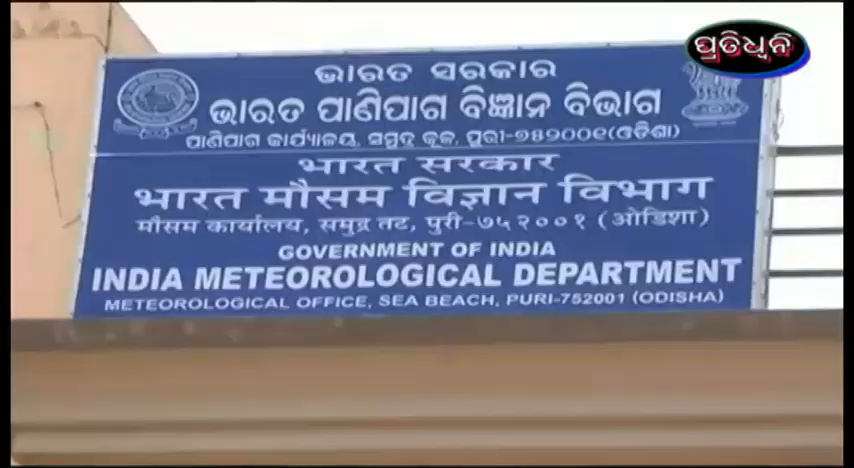 ପ୍ରତିଧ୍ୱନି
ଭାରତ ସରକାର
ଭାରତ ପାଣିପାଗ ବିଜ୍ଞାନ ବିଭାଗ
ପାଣିପାଗ କାର୍ଯ୍ୟାଳୟ, ସମୁଦ୍ର କୂଳ, ପୁରୀ-୭୫୨୦୦୧(ଓଡିଶା)
भारत सरकार
भारत मौसम विज्ञान विभाग
मौसम कार्यालय, समुद्र तट, पुरी-७५२००१ (ओडिशा)
GOVERNMENT OF INDIA
INDIA METEOROLOGICAL DEPARTMENT
METEOROLOGICAL OFFICE, SEA BEACH, PURI-752001 (ODISHA)